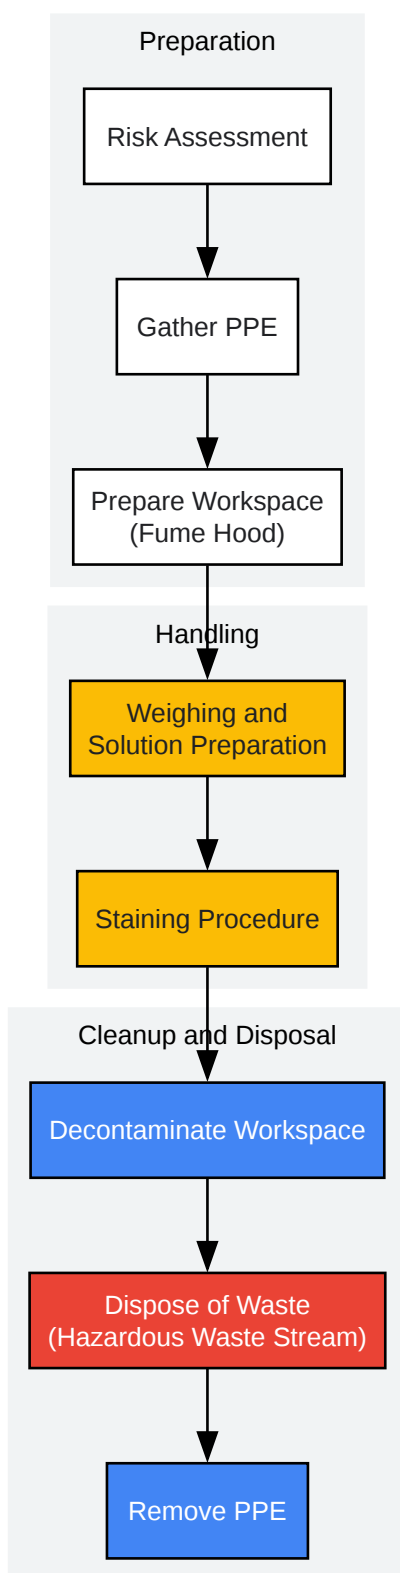 Preparation
Risk Assessment
Gather PPE
Prepare Workspace
(Fume Hood)
Handling
Weighing and
Solution Preparation
Staining Procedure
Cleanup and Disposal
Decontaminate Workspace
Dispose of Waste
(Hazardous Waste Stream)
Remove PPE